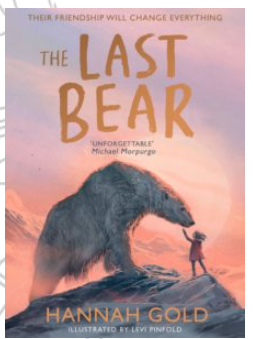 THEIR FRIENDSHIP WILL CHANGE EVERYTHING
THE LAST
BEAR
'UNFORGETTABLE'
Michael Morpurgo
HANNAH GOLD
ILLUSTRATED BY LEVI PINFOLD